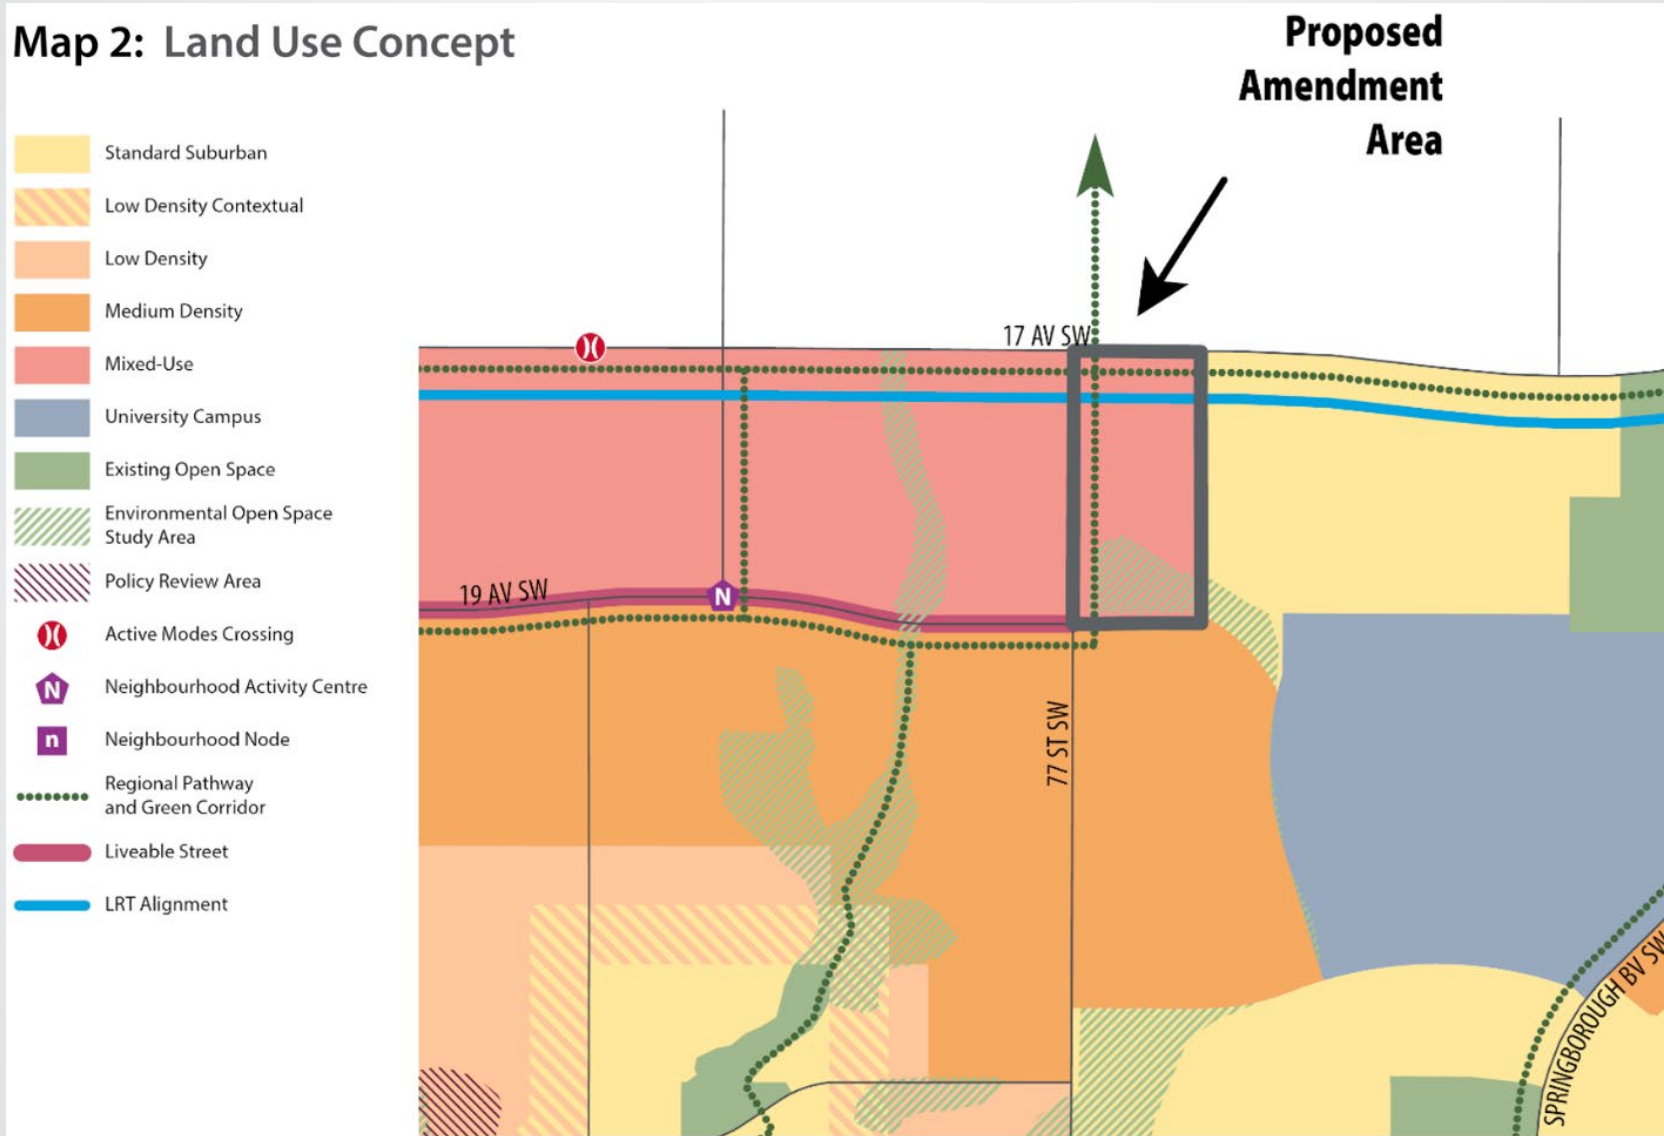 Map 2: Land Use Concept
Proposed
Amendment
Area
Standard Suburban
Low Density Contextual
Low Density
Medium Density
Mixed-Use
University Campus
Existing Open Space
Environmental Open Space
Study Area
Policy Review Area
Active Modes Crossing
N
Neighbourhood Activity Centre
n
Neighbourhood Node
Regional Pathway
and Green Corridor
Liveable Street
LRT Alignment
17 AV SW
19 AV SW
N
77 ST SW
SPRINGBOROUGH BV SW